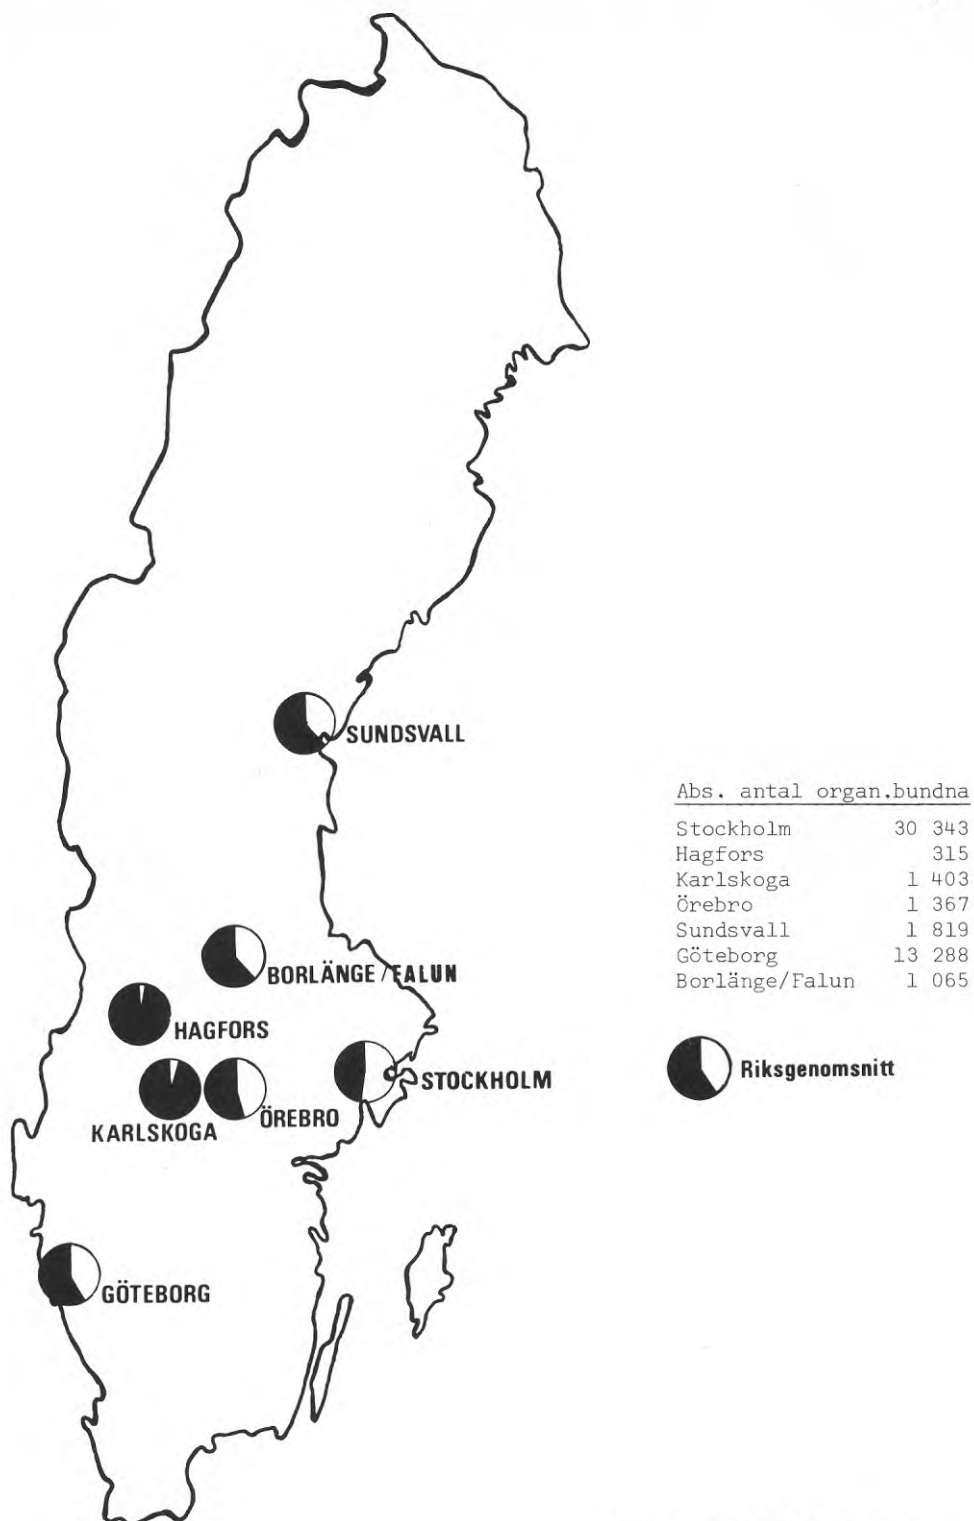 SUNDSVALL
BORLÄNGE/FALUN
HAGFORS
STOCKHOLM
ÖREBRO
KARLSKOGA
GÖTEBORG
Abs. antal organ.bundna
Stockholm 30 343
Hagfors 315
Karlskoga 1 403
Örebro 1 367
Sundsvall 1 819
Göteborg 13 288
Borlänge/Falun 1 065
Riksgenomsnitt